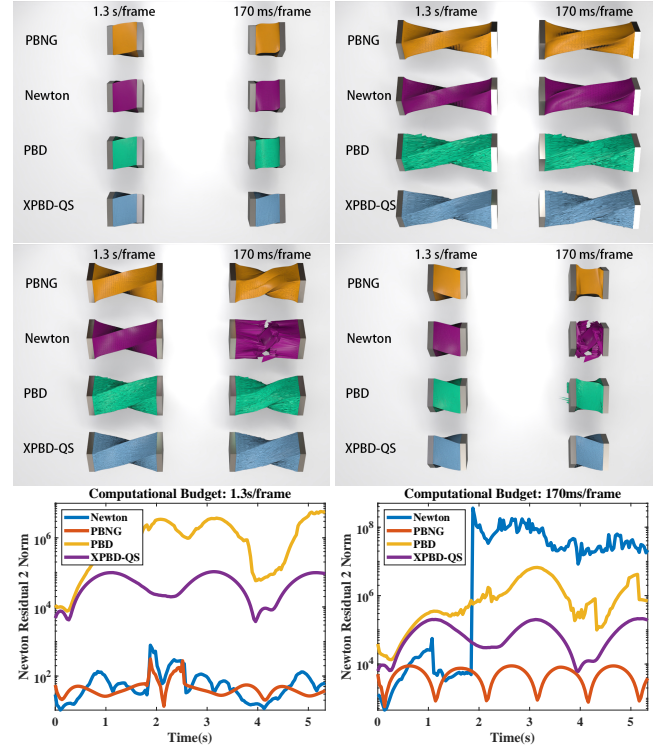 1.3 s/frame 170 ms/frame
PBNG
Newton
PBD
XPBD-QS
1.3 s/frame 170 ms/frame
PBNG
Newton
PBD
XPBD-QS
1.3 s/frame 170 ms/frame
PBNG
Newton
PBD
XPBD-QS
1.3 s/frame 170 ms/frame
PBNG
Newton
PBD
XPBD-QS
Computational Budget: 1.3s/frame
Newton Residual 2 Norm
10^6
10^4
10^2
Newton
PBNG
PBD
XPBD-QS
0 1 2 3 4 5
Time(s)
Computational Budget: 170ms/frame
Newton Residual 2 Norm
10^8
10^6
10^4
Newton
PBNG
PBD
XPBD-QS
0 1 2 3 4 5
Time(s)